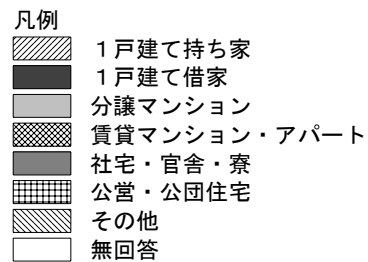 凡例
１戸建て持ち家
１戸建て借家
分譲マンション
賃貸マンション・アパート
社宅・官舎・寮
公営・公団住宅
その他
無回答